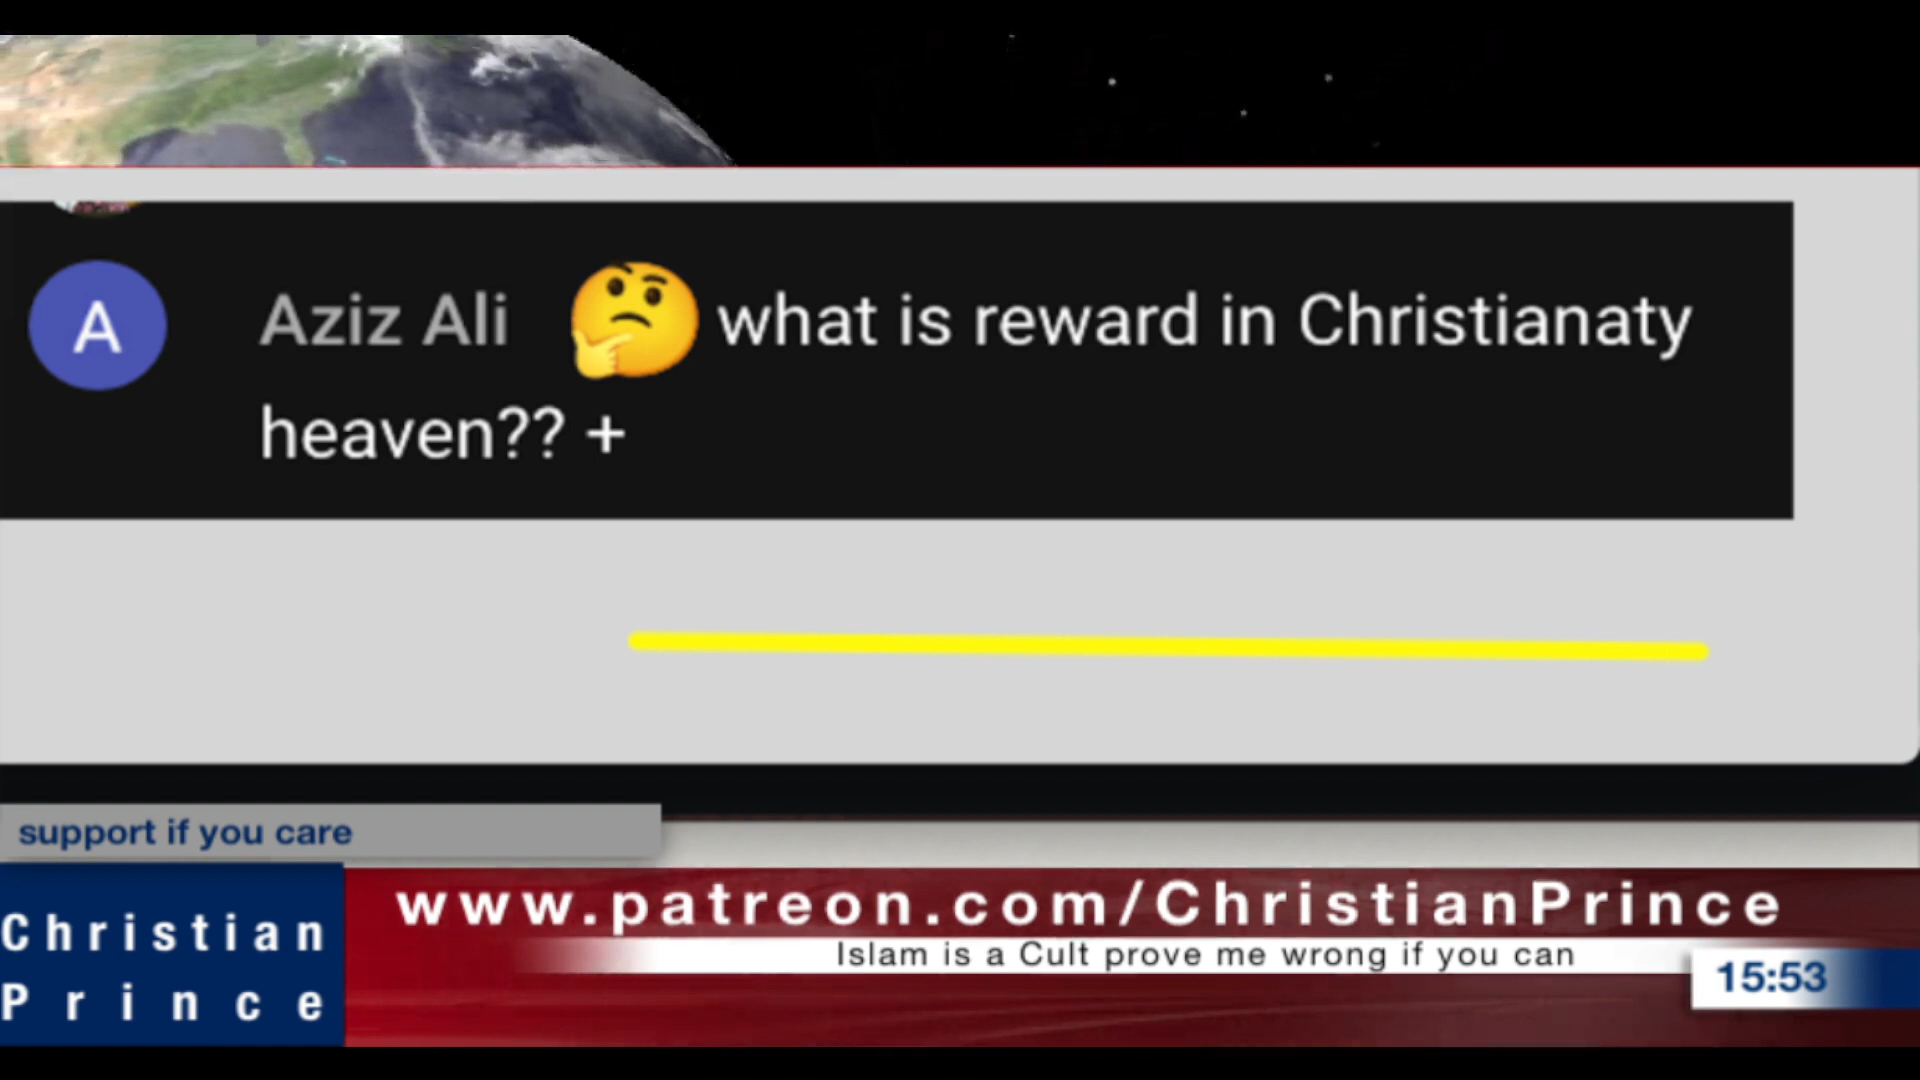 A
Aziz Ali 🤔 what is reward in Christianaty
heaven?? +
support if you care
Christian
Prince
www.patreon.com/ChristianPrince
Islam is a Cult prove me wrong if you can
15:53